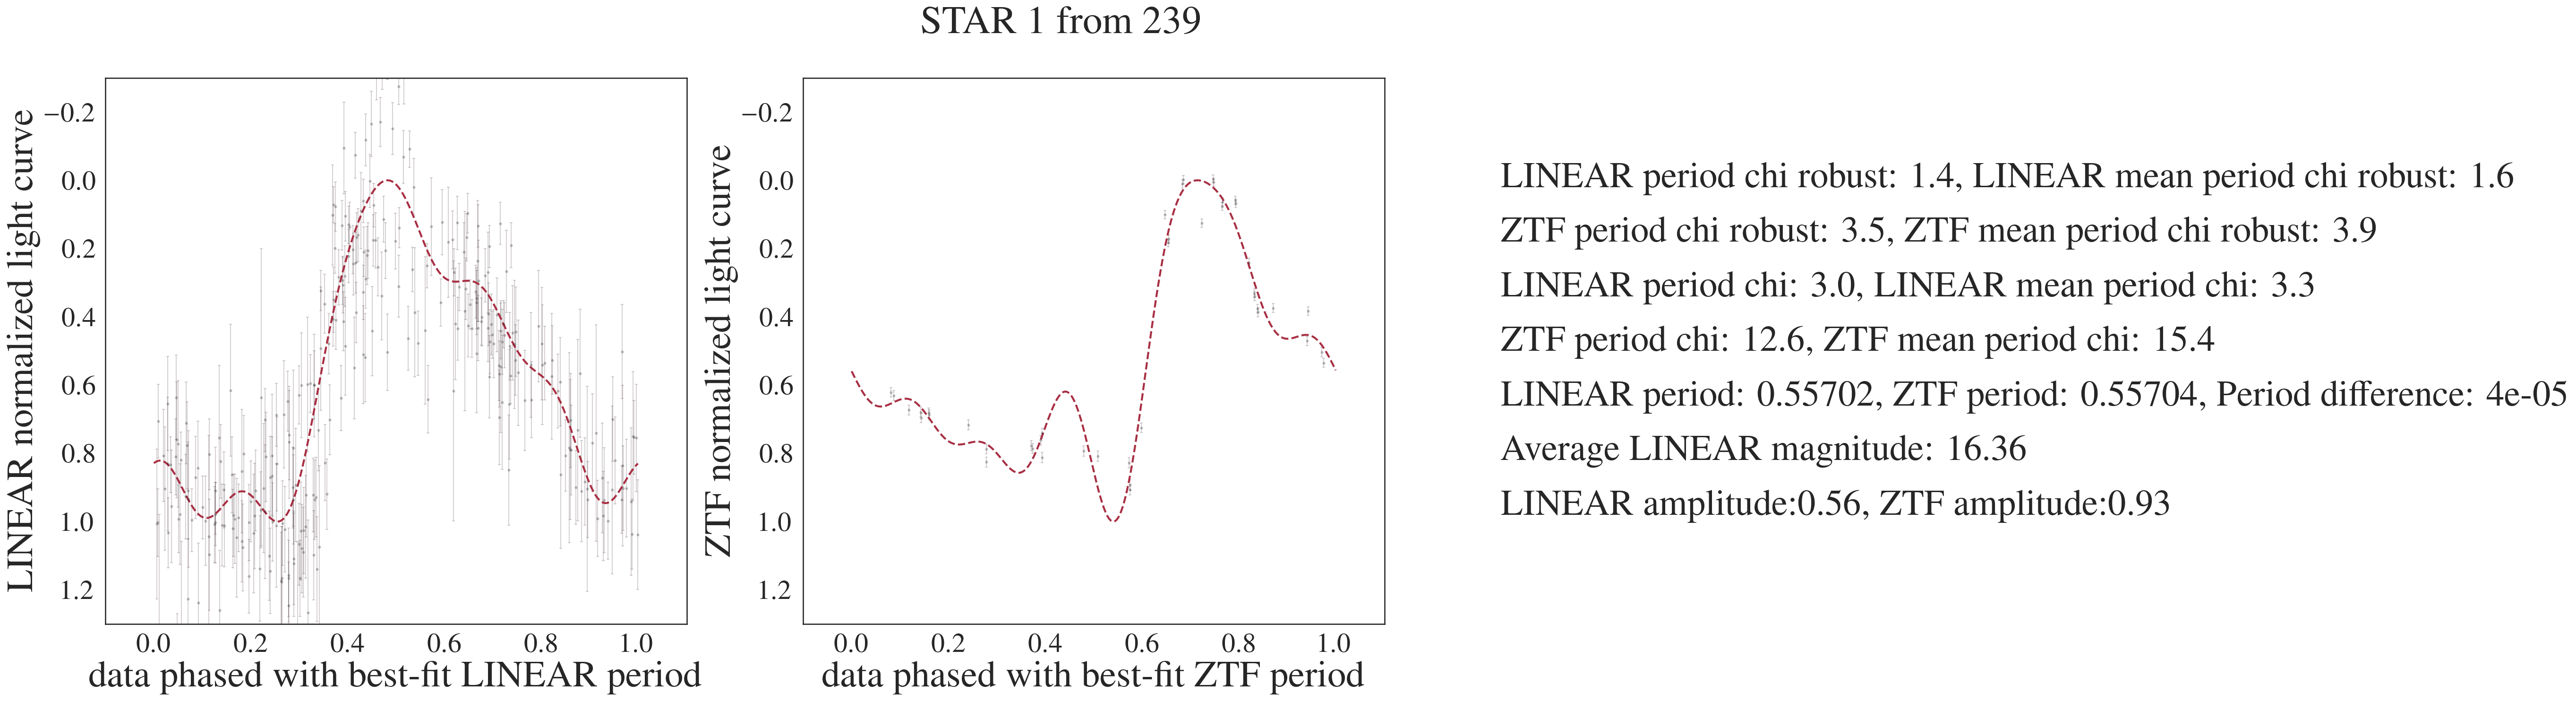 STAR 1 from 239
LINEAR normalized light curve
−0.2
0.0
0.2
0.4
0.6
0.8
1.0
1.2
0.0 0.2 0.4 0.6 0.8 1.0
data phased with best-fit LINEAR period
ZTF normalized light curve
−0.2
0.0
0.2
0.4
0.6
0.8
1.0
1.2
0.0 0.2 0.4 0.6 0.8 1.0
data phased with best-fit ZTF period
LINEAR period chi robust: 1.4, LINEAR mean period chi robust: 1.6
ZTF period chi robust: 3.5, ZTF mean period chi robust: 3.9
LINEAR period chi: 3.0, LINEAR mean period chi: 3.3
ZTF period chi: 12.6, ZTF mean period chi: 15.4
LINEAR period: 0.55702, ZTF period: 0.55704, Period difference: 4e-05
Average LINEAR magnitude: 16.36
LINEAR amplitude:0.56, ZTF amplitude:0.93